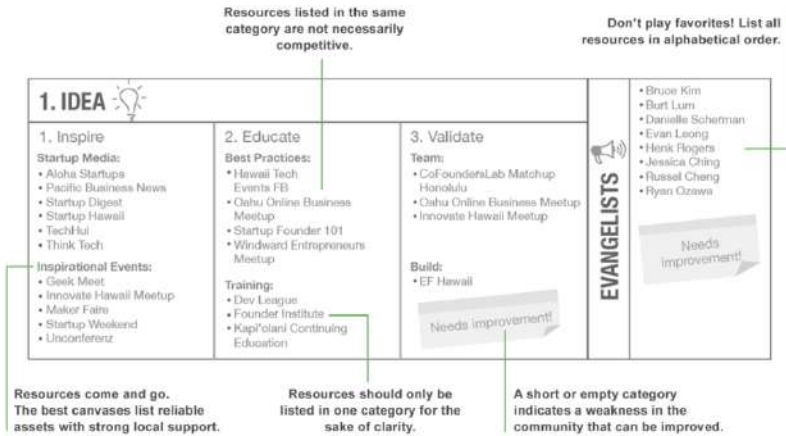 Resources listed in the same
category are not necessarily
competitive.
Don't play favorites! List all
resources in alphabetical order.
1. IDEA
1. Inspire
Startup Media:
• Aloha Startups
• Pacific Business News
• Startup Digest
• Startup Hawaii
• TechHui
• Think Tech
Inspirational Events:
• Geek Meet
• Innovate Hawaii Meetup
• Maker Faire
• Startup Weekend
• Unconferenz
2. Educate
Best Practices:
• Hawaii Tech
Events FB
• Oahu Online Business
Meetup
• Startup Founder 101
• Windward Entrepreneurs
Meetup
Training:
• Dev League
• Founder Institute
• Kapi'olani Continuing
Education
3. Validate
Team:
• CoFoundersLab Matchup
Honolulu
• Oahu Online Business Meetup
• Innovate Hawaii Meetup
Build:
• EF Hawaii
Needs improvement!
EVANGELISTS
• Bruce Kim
• Burt Lum
• Danielle Scherman
• Evan Leong
• Henk Rogers
• Jessica Ching
• Russel Cheng
• Ryan Ozawa
Needs
improvement!
Resources come and go.
The best canvases list reliable
assets with strong local support.
Resources should only be
listed in one category for the
sake of clarity.
A short or empty category
indicates a weakness in the
community that can be improved.